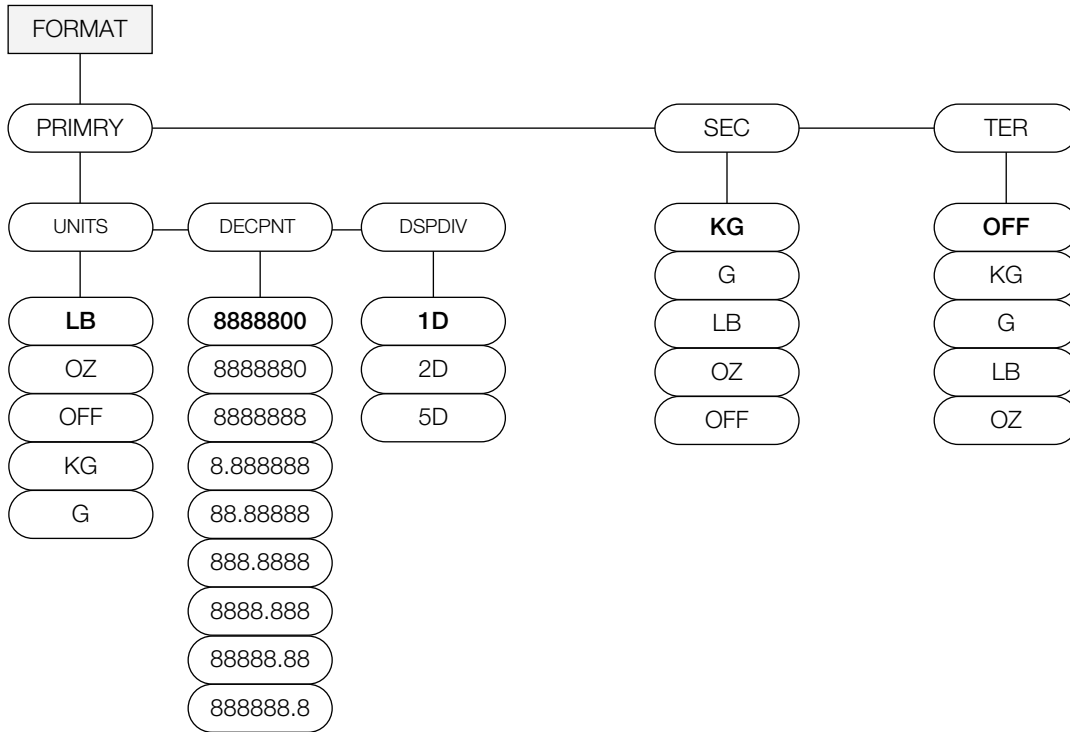 FORMAT
PRIMRY SEC TER
UNITS DECPNT DSPDIV KG OFF
G KG
LB 8888800 1D LB G
OZ 8888880 2D OZ LB
OFF 8888888 5D OFF OZ
KG 8.888888
G 88.88888
888.8888
8888.888
88888.88
888888.8